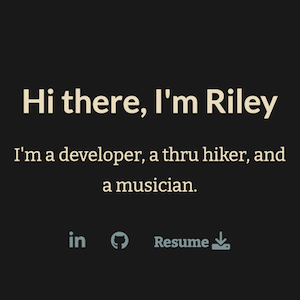 Hi there, I'm Riley
I'm a developer, a thru hiker, and
a musician.
in Resume